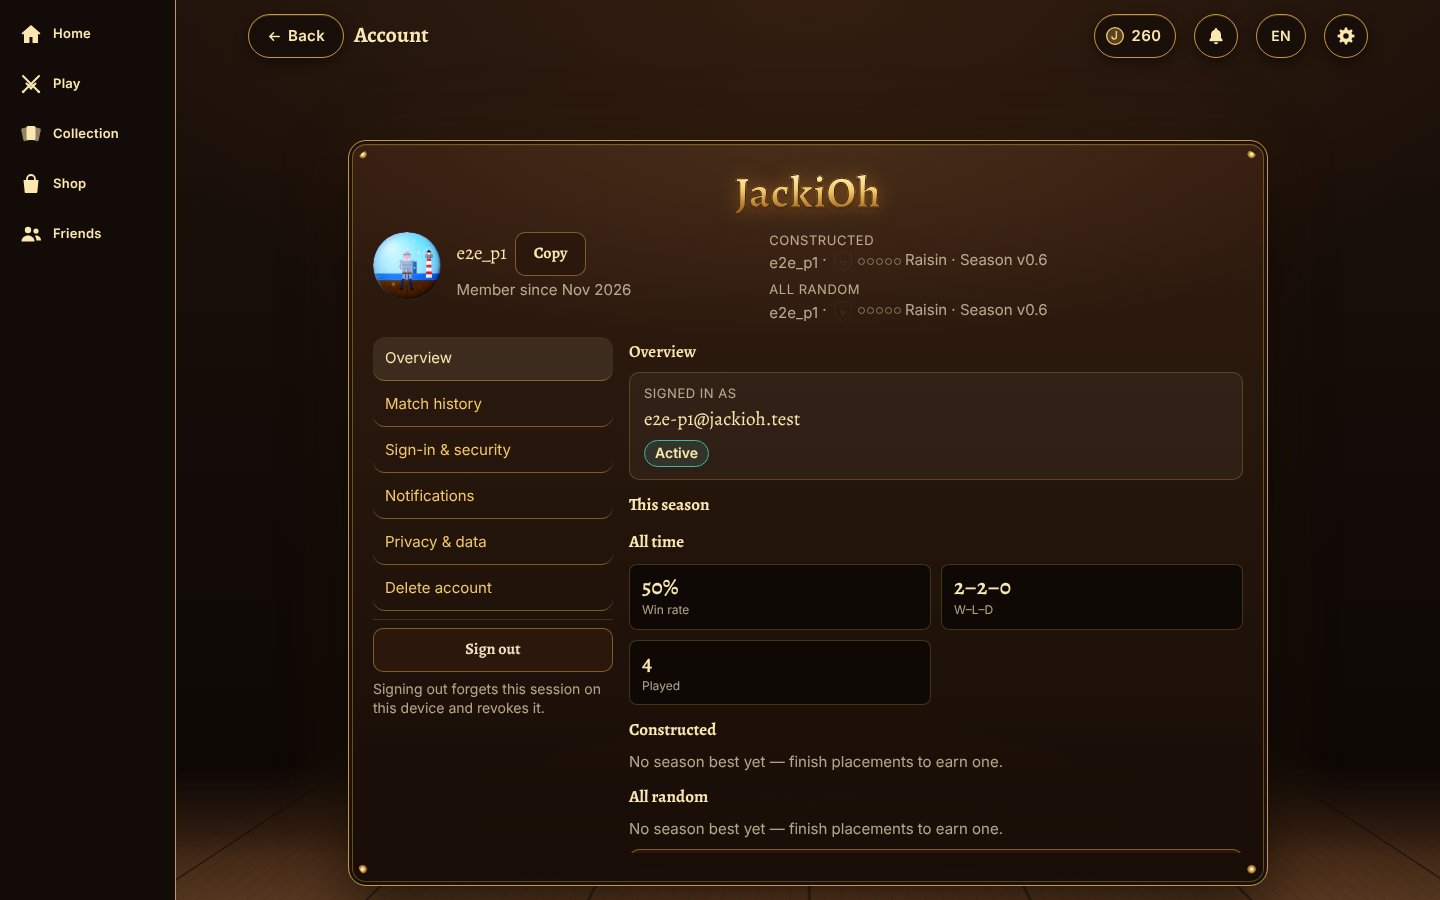 Home
Play
Collection
Shop
Friends
← Back
Account
J 260
EN
JackiOh
e2e_p1
Copy
Member since Nov 2026
CONSTRUCTED
e2e_p1 · ○○○○○ Raisin · Season v0.6
ALL RANDOM
e2e_p1 · ○○○○○ Raisin · Season v0.6
Overview
Match history
Sign-in & security
Notifications
Privacy & data
Delete account
Sign out
Signing out forgets this session on
this device and revokes it.
Overview
SIGNED IN AS
e2e-p1@jackioh.test
Active
This season
All time
50%
Win rate
2–2–0
W–L–D
4
Played
Constructed
No season best yet — finish placements to earn one.
All random
No season best yet — finish placements to earn one.